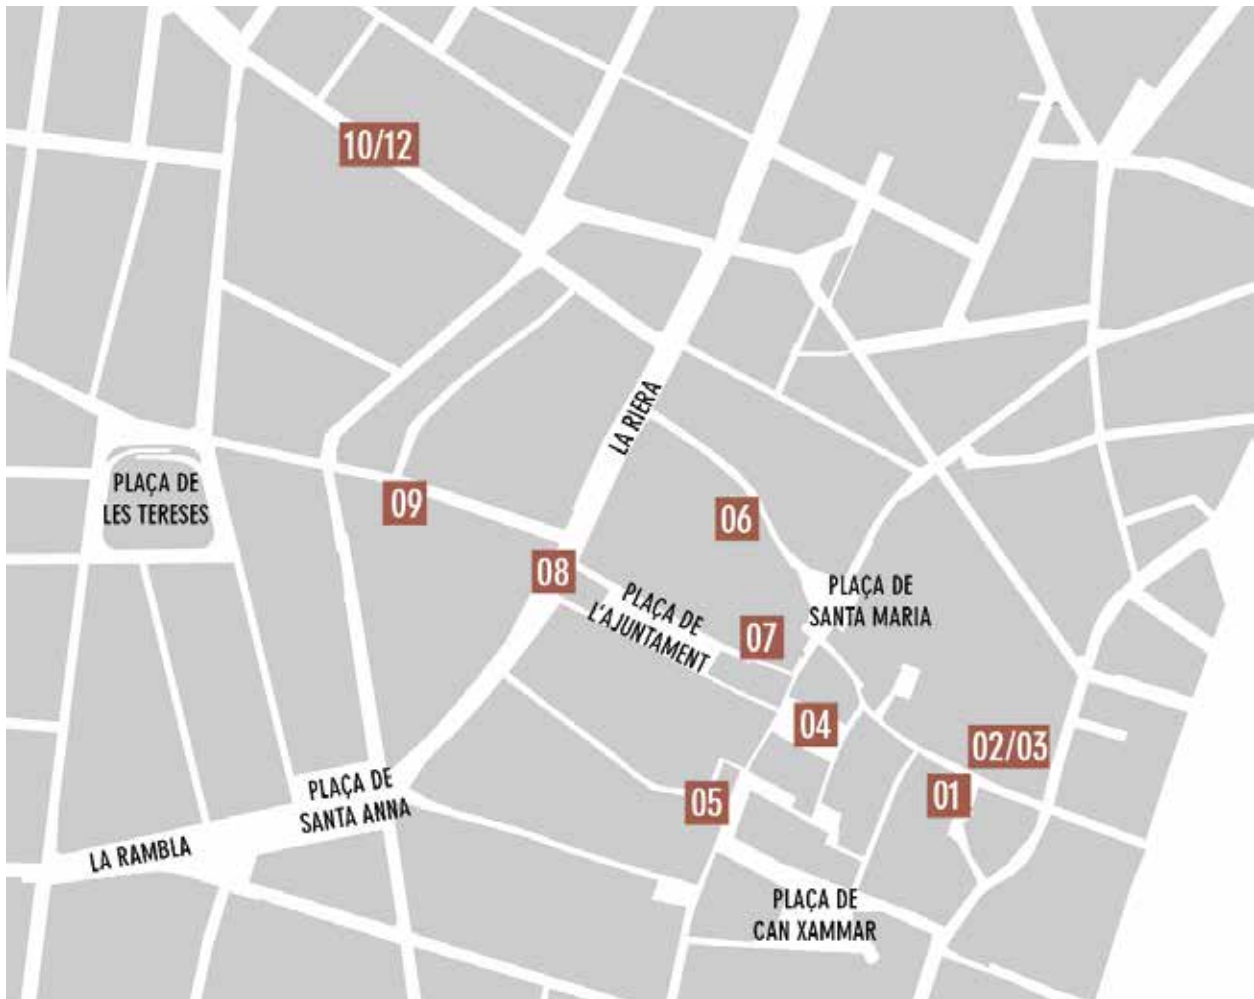 10/12
LA RIERA
PLAÇA DE
LES TERESES
09
06
08
PLAÇA DE
L'AJUNTAMENT
PLAÇA DE
SANTA MARIA
07
04
02/03
01
05
PLAÇA DE
SANTA ANNA
LA RAMBLA
PLAÇA DE
CAN XAMMAR